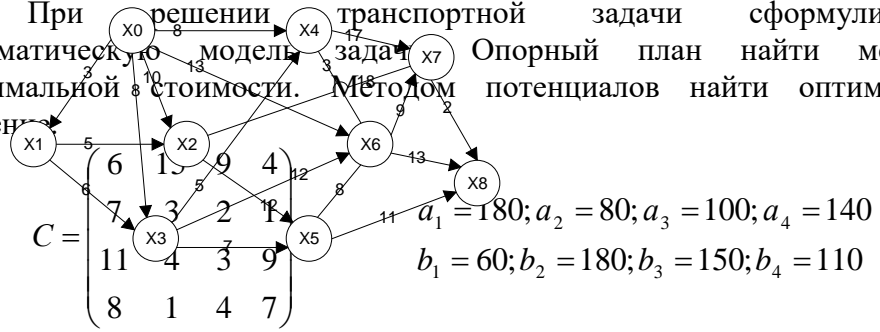 При решении транспортной задачи сформули
матическую модель задачи. Опорный план найти ме
имальной стоимости. Методом потенциалов найти оптим
ение.
X0 X4 X7 X1 X2 X6 X8 X3 X5
8 17 3 10 8 13 3 18 9 2 5 6 5 12 13 12 8 7 11
C =
6 15 9 4
7 3 2 1
11 4 3 9
8 1 4 7
a₁ = 180; a₂ = 80; a₃ = 100; a₄ = 140
b₁ = 60; b₂ = 180; b₃ = 150; b₄ = 110